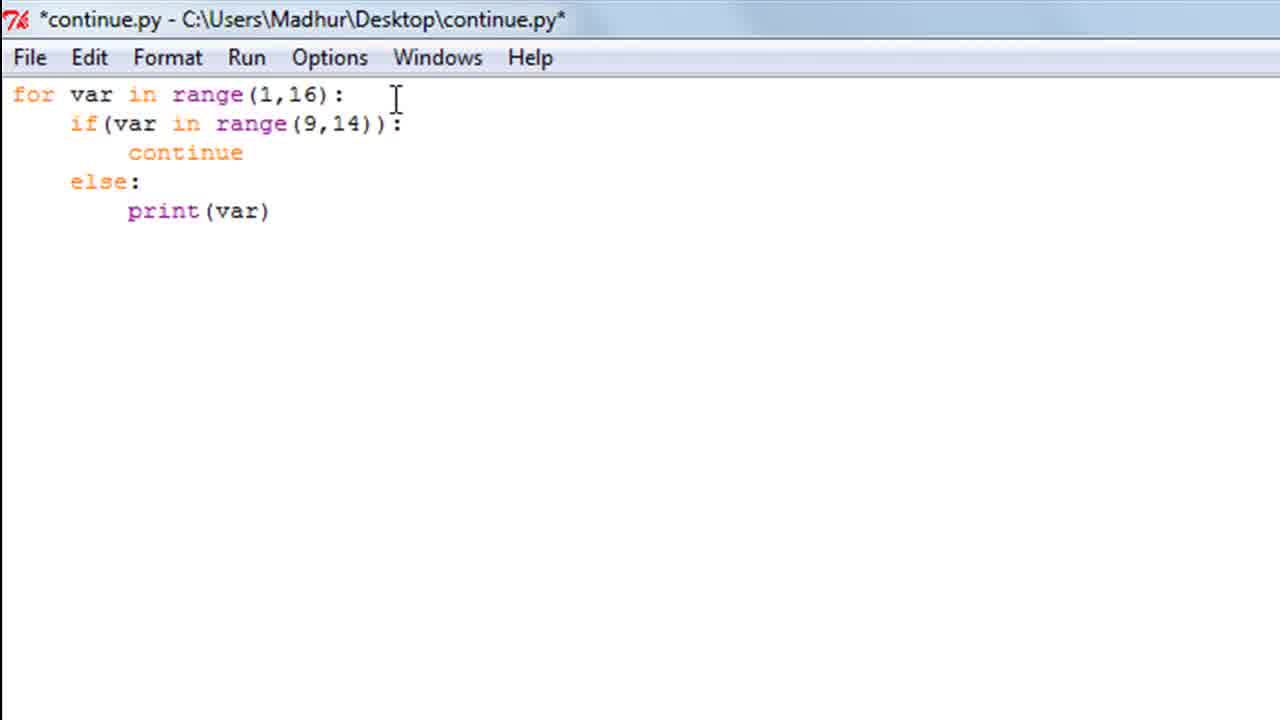 *continue.py - C:\Users\Madhur\Desktop\continue.py*
File Edit Format Run Options Windows Help
for var in range(1,16):
    if(var in range(9,14)):
        continue
    else:
        print(var)